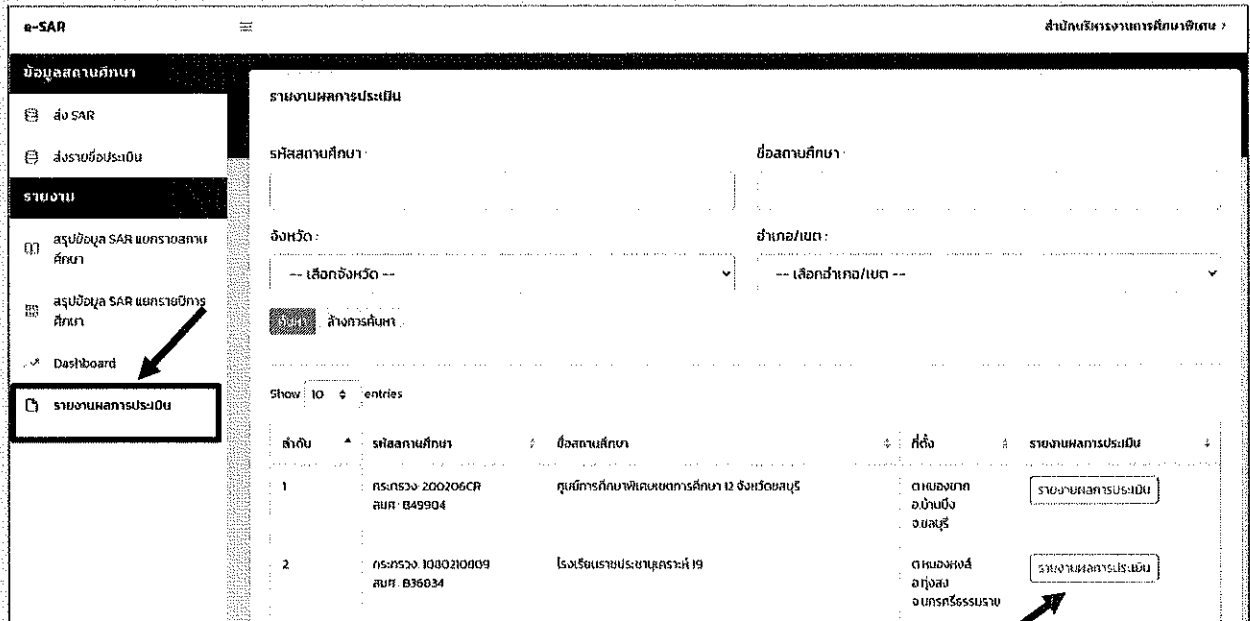 e-SAR
สำนักบริหารงานการศึกษาพิเศษ >
ข้อมูลสถานศึกษา
ส่ง SAR
ส่งรายชื่อประเมิน
รายงาน
สรุปข้อมูล SAR แยกรายสถาน
ศึกษา
สรุปข้อมูล SAR แยกรายปีการ
ศึกษา
Dashboard
รายงานผลการประเมิน
รายงานผลการประเมิน
รหัสสถานศึกษา :
ชื่อสถานศึกษา :
จังหวัด :
อำเภอ/เขต :
-- เลือกจังหวัด --
-- เลือกอำเภอ/เขต --
ค้นหา ล้างการค้นหา
Show 10 entries
ลำดับ รหัสสถานศึกษา ชื่อสถานศึกษา ที่ตั้ง รายงานผลการประเมิน
1 กระทรวง: 200206CR ศูนย์การศึกษาพิเศษเขตการศึกษา 12 จังหวัดชลบุรี ต.หนองซาก รายงานผลการประเมิน
สมศ : B49904 อ.บ้านบึง
จ.ชลบุรี
2 กระทรวง: 1080210809 โรงเรียนราชประชานุเคราะห์ 19 ต.หนองหงส์ รายงานผลการประเมิน
สมศ : B36834 อ.ทุ่งสง
จ.นครศรีธรรมราช